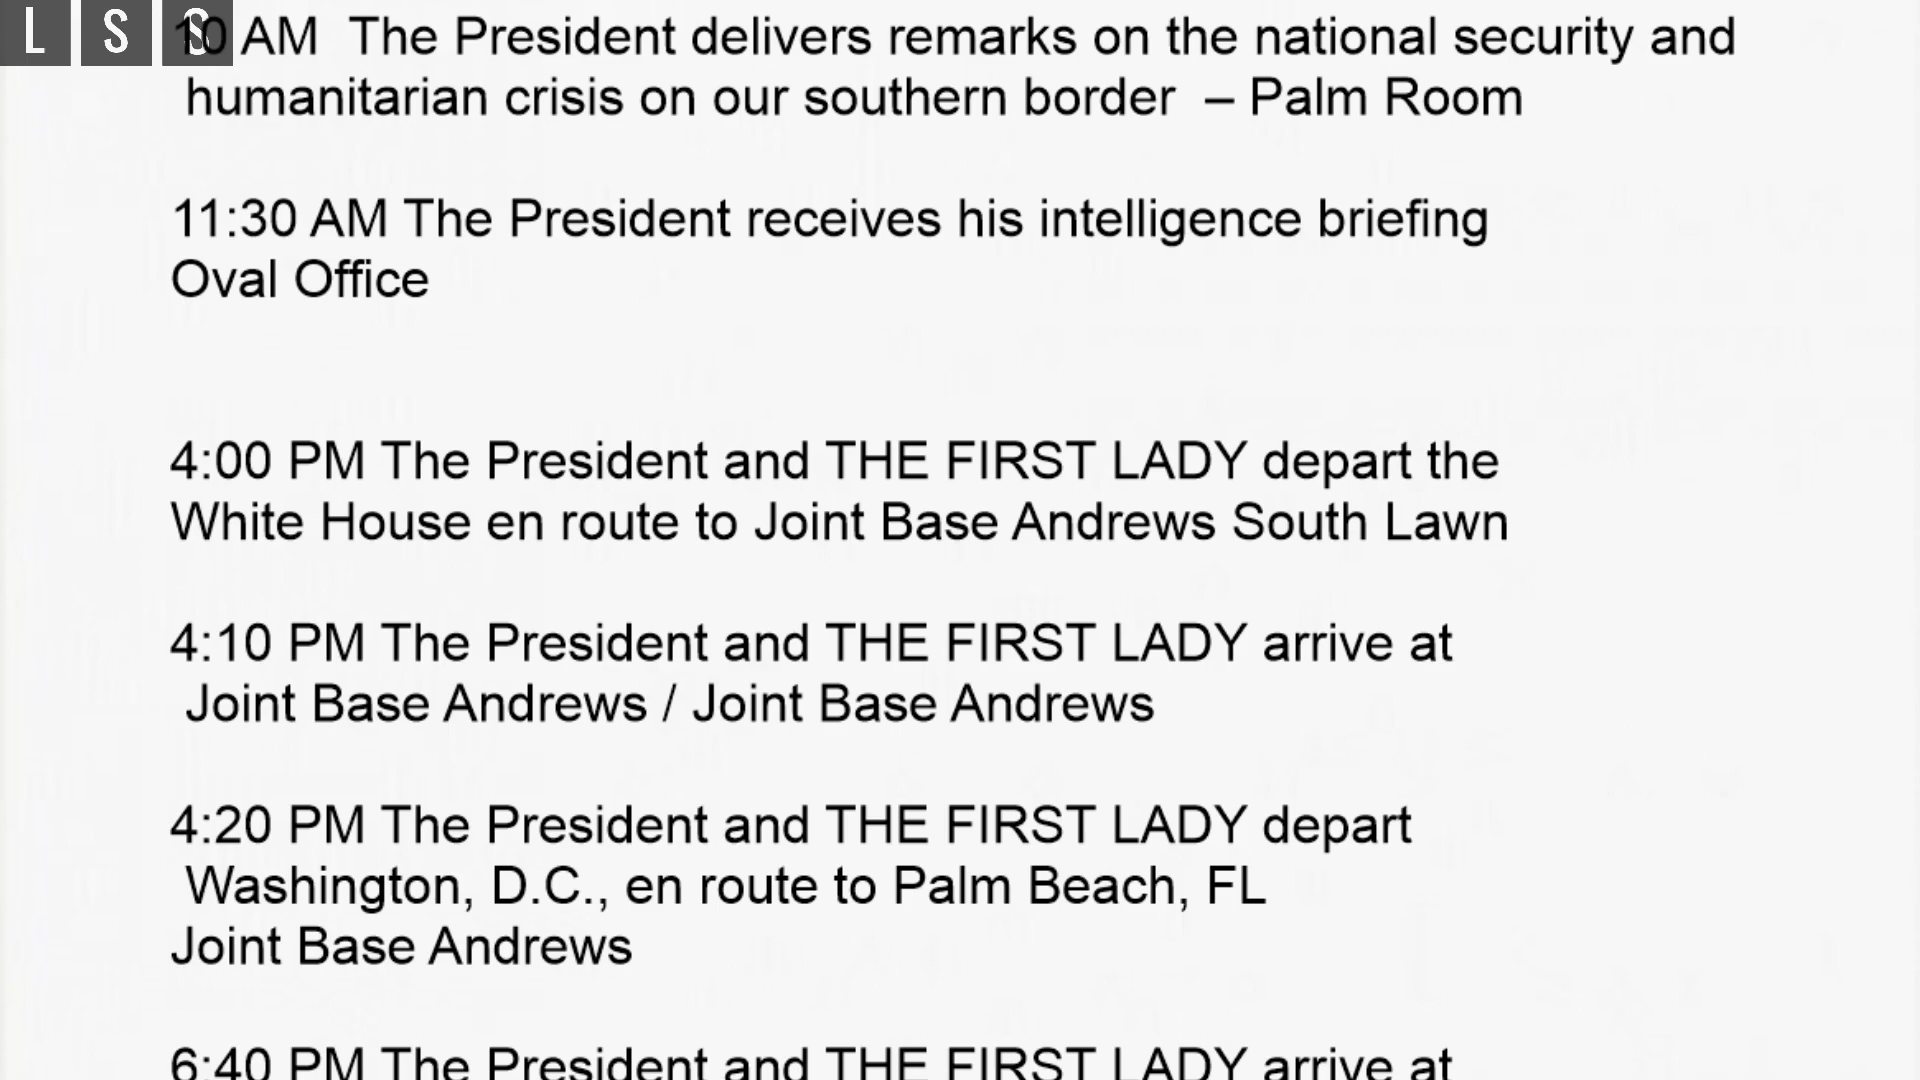 L S S
10 AM  The President delivers remarks on the national security and
humanitarian crisis on our southern border  – Palm Room
11:30 AM The President receives his intelligence briefing
Oval Office
4:00 PM The President and THE FIRST LADY depart the
White House en route to Joint Base Andrews South Lawn
4:10 PM The President and THE FIRST LADY arrive at
Joint Base Andrews / Joint Base Andrews
4:20 PM The President and THE FIRST LADY depart
Washington, D.C., en route to Palm Beach, FL
Joint Base Andrews
6:40 PM The President and THE FIRST LADY arrive at